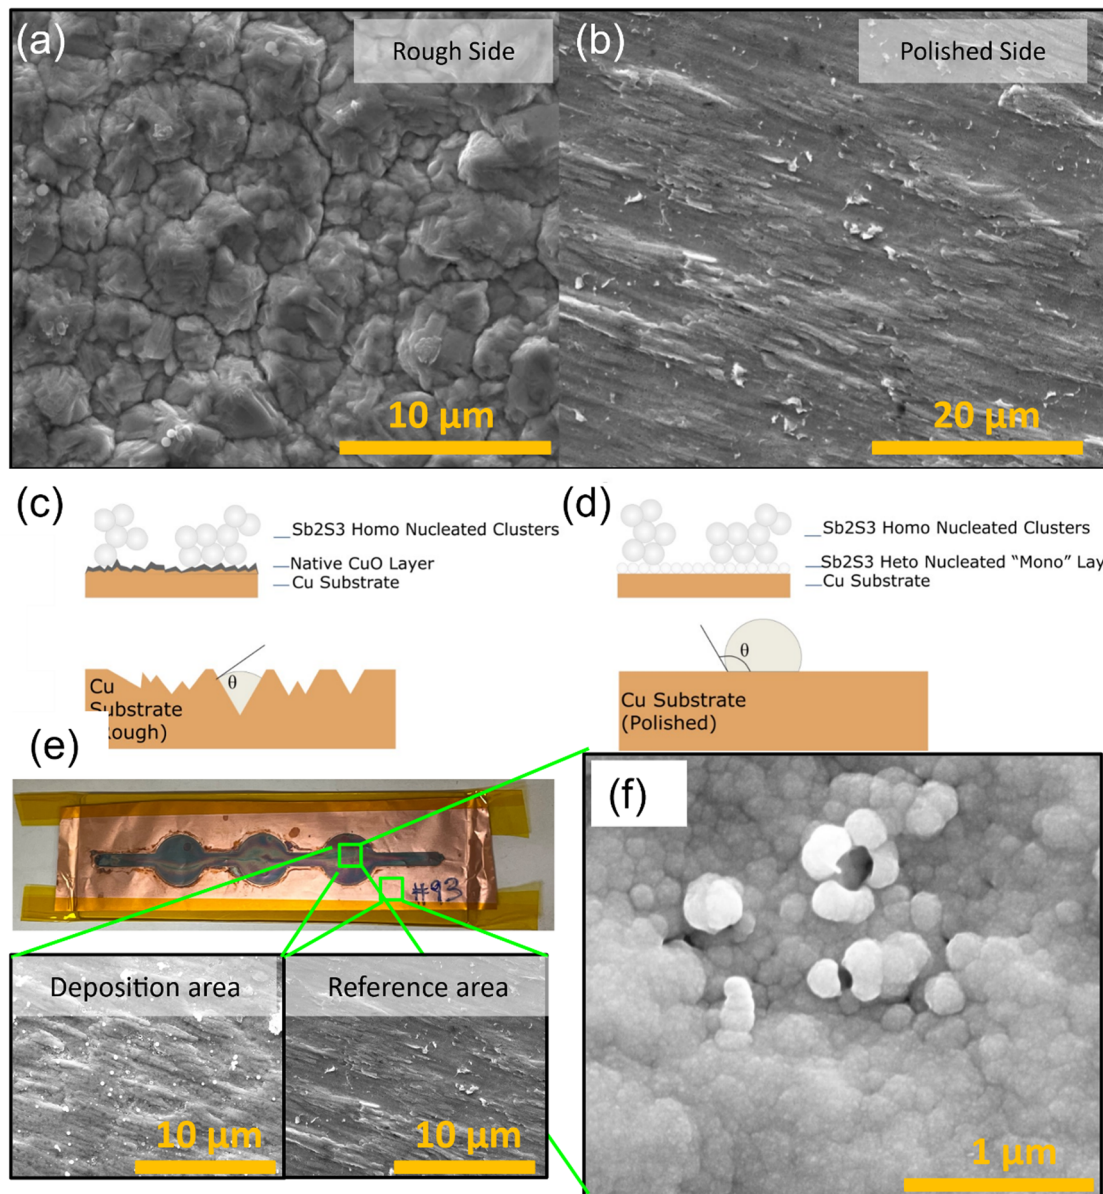 (a)
Rough Side
10 μm
(b)
Polished Side
20 μm
(c)
Sb2S3 Homo Nucleated Clusters
Native CuO Layer
Cu Substrate
θ
Cu
Substrate
ough)
(d)
Sb2S3 Homo Nucleated Clusters
Sb2S3 Heto Nucleated “Mono” Lay
Cu Substrate
θ
Cu Substrate
(Polished)
(e)
#93
Deposition area
10 μm
Reference area
10 μm
(f)
1 μm